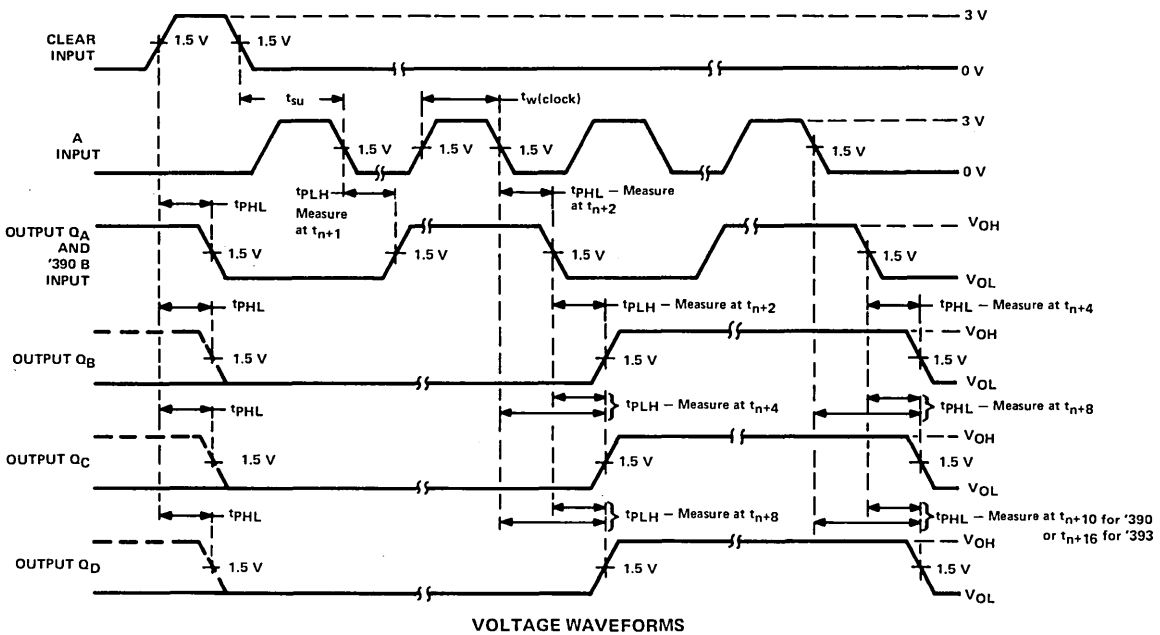 3 V
CLEAR
INPUT
1.5 V
1.5 V
0 V
tsu
tw(clock)
3 V
A
INPUT
1.5 V
1.5 V
1.5 V
1.5 V
0 V
tPHL
tPLH
Measure
at tn+1
tPHL – Measure
at tn+2
OUTPUT QA
AND
'390 B
INPUT
VOH
1.5 V
1.5 V
1.5 V
1.5 V
VOL
tPHL
tPLH – Measure at tn+2
tPHL – Measure at tn+4
VOH
OUTPUT QB
1.5 V
1.5 V
1.5 V
VOL
tPHL
tPLH – Measure at tn+4
tPHL – Measure at tn+8
VOH
OUTPUT QC
1.5 V
1.5 V
1.5 V
VOL
tPHL
tPLH – Measure at tn+8
tPHL – Measure at tn+10 for '390
or tn+16 for '393
VOH
OUTPUT QD
1.5 V
1.5 V
1.5 V
VOL
VOLTAGE WAVEFORMS